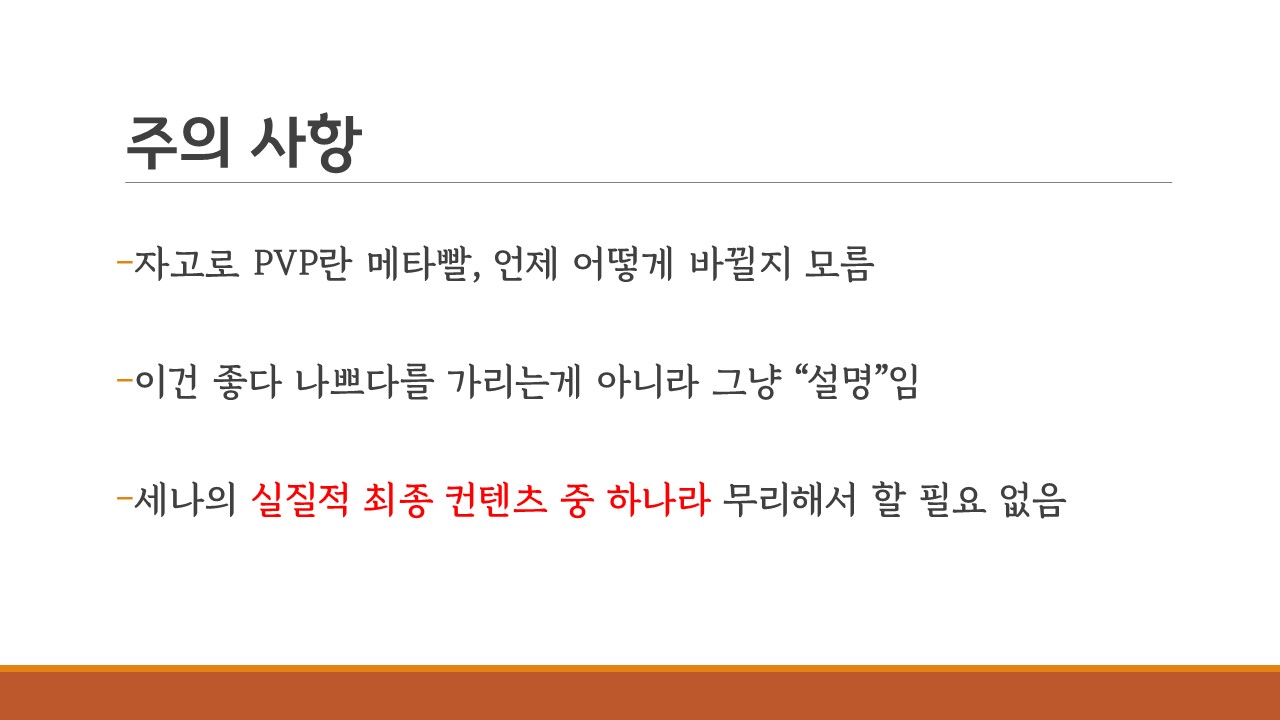 주의 사항
-자고로 PVP란 메타빨, 언제 어떻게 바뀔지 모름
-이건 좋다 나쁘다를 가리는게 아니라 그냥 “설명”임
-세나의 실질적 최종 컨텐츠 중 하나라 무리해서 할 필요 없음